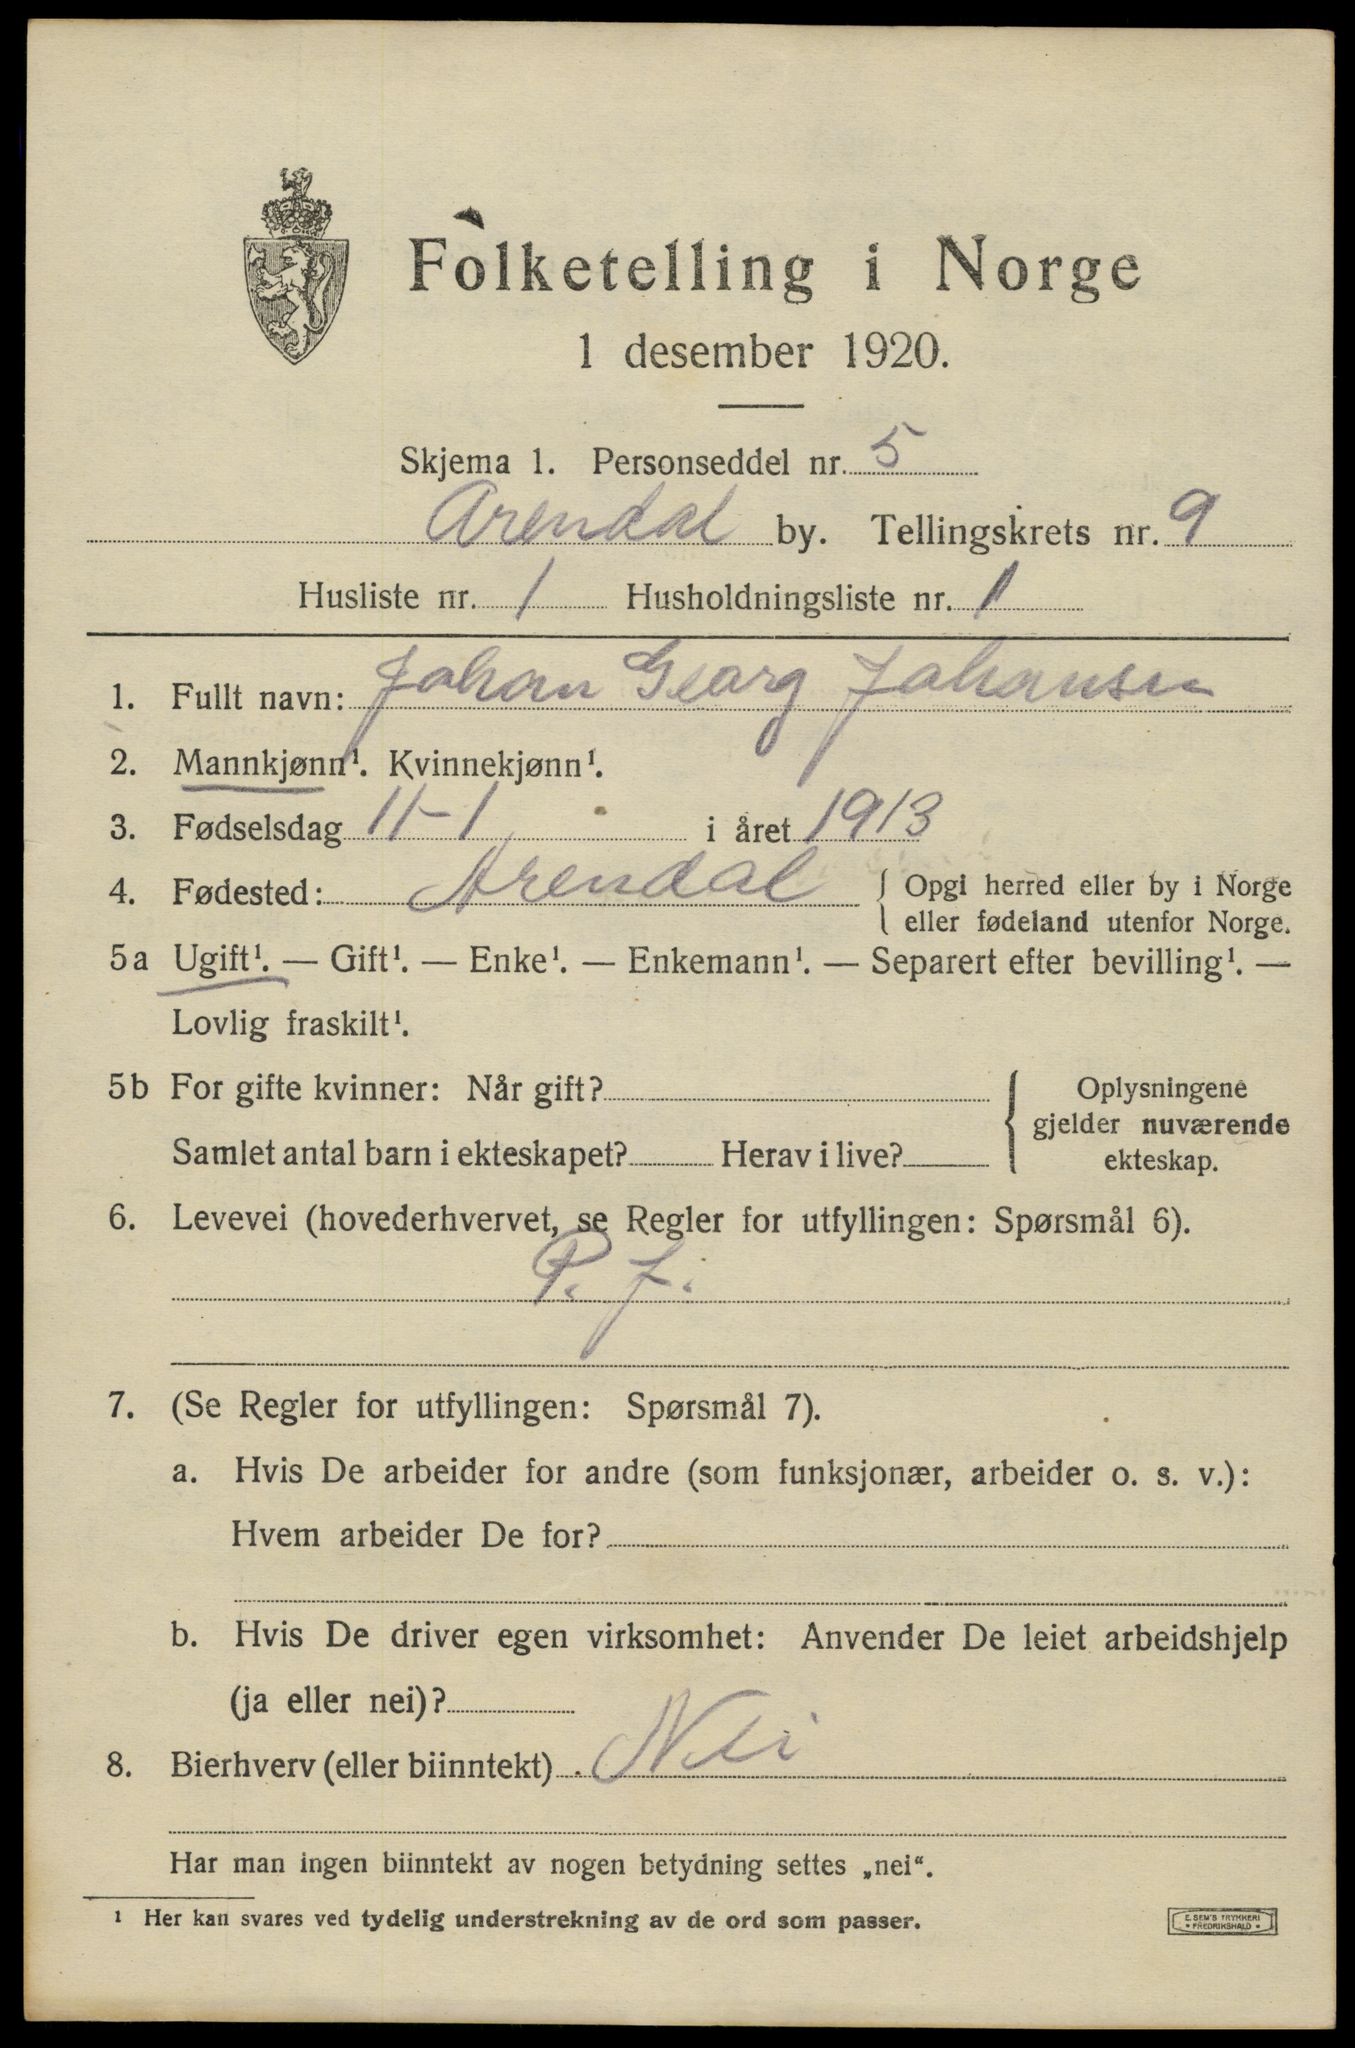 Folketelling i Norge
1 desember 1920.
Skjema 1. Personseddel nr. 5
Arendal by. Tellingskrets nr. 9
Husliste nr. 1 Husholdningsliste nr. 1
1. Fullt navn: Johan Georg Johansen
2. Mannkjønn¹. Kvinnekjønn¹.
3. Fødselsdag 11-1 i året 1913
4. Fødested: Arendal { Opgi herred eller by i Norge
eller fødeland utenfor Norge.
5a Ugift¹. — Gift¹. — Enke¹. — Enkemann¹. — Separert efter bevilling¹. —
Lovlig fraskilt¹.
5b For gifte kvinner: Når gift?
Samlet antal barn i ekteskapet? Herav i live?
{ Oplysningene
gjelder nuværende
ekteskap.
6. Levevei (hovederhvervet, se Regler for utfyllingen: Spørsmål 6).
P. f.
7. (Se Regler for utfyllingen: Spørsmål 7).
a. Hvis De arbeider for andre (som funksjonær, arbeider o. s. v.):
Hvem arbeider De for?
b. Hvis De driver egen virksomhet: Anvender De leiet arbeidshjelp
(ja eller nei)?
8. Bierhverv (eller biinntekt) Nei
Har man ingen biinntekt av nogen betydning settes „nei“.
¹ Her kan svares ved tydelig understrekning av de ord som passer.
E. SEM'S TRYKKERI
FREDRIKSHALD